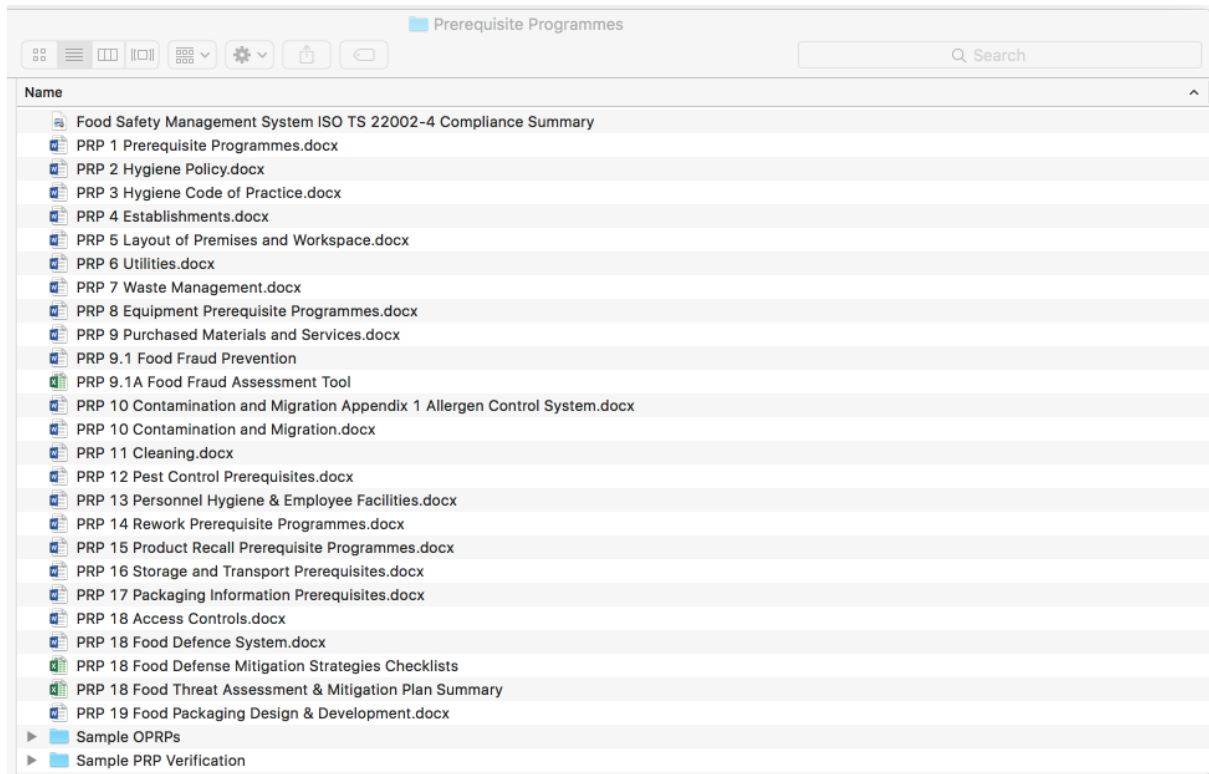 Prerequisite Programmes
Search
Name
Food Safety Management System ISO TS 22002-4 Compliance Summary
PRP 1 Prerequisite Programmes.docx
PRP 2 Hygiene Policy.docx
PRP 3 Hygiene Code of Practice.docx
PRP 4 Establishments.docx
PRP 5 Layout of Premises and Workspace.docx
PRP 6 Utilities.docx
PRP 7 Waste Management.docx
PRP 8 Equipment Prerequisite Programmes.docx
PRP 9 Purchased Materials and Services.docx
PRP 9.1 Food Fraud Prevention
PRP 9.1A Food Fraud Assessment Tool
PRP 10 Contamination and Migration Appendix 1 Allergen Control System.docx
PRP 10 Contamination and Migration.docx
PRP 11 Cleaning.docx
PRP 12 Pest Control Prerequisites.docx
PRP 13 Personnel Hygiene & Employee Facilities.docx
PRP 14 Rework Prerequisite Programmes.docx
PRP 15 Product Recall Prerequisite Programmes.docx
PRP 16 Storage and Transport Prerequisites.docx
PRP 17 Packaging Information Prerequisites.docx
PRP 18 Access Controls.docx
PRP 18 Food Defence System.docx
PRP 18 Food Defense Mitigation Strategies Checklists
PRP 18 Food Threat Assessment & Mitigation Plan Summary
PRP 19 Food Packaging Design & Development.docx
Sample OPRPs
Sample PRP Verification